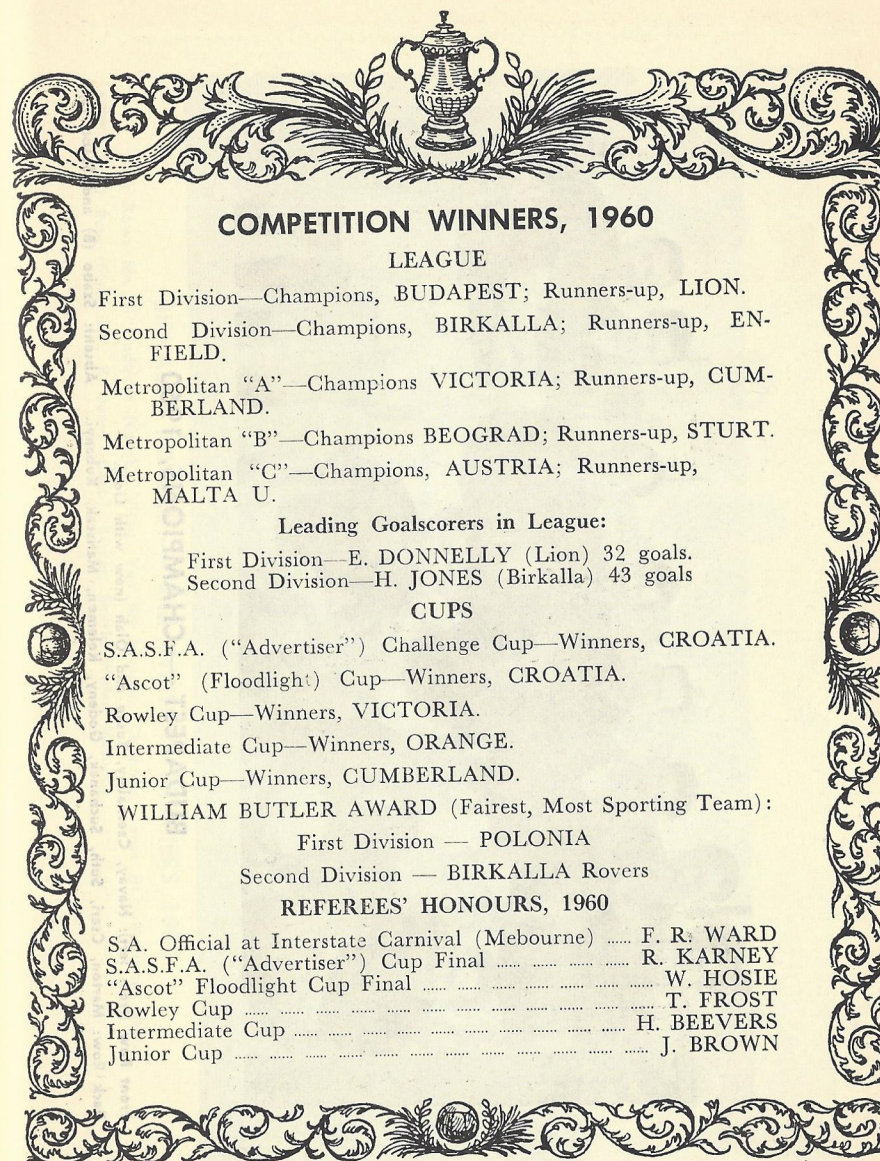 COMPETITION WINNERS, 1960
LEAGUE
First Division—Champions, BUDAPEST; Runners-up, LION.
Second Division—Champions, BIRKALLA; Runners-up, EN-
FIELD.
Metropolitan "A"—Champions VICTORIA; Runners-up, CUM-
BERLAND.
Metropolitan "B"—Champions BEOGRAD; Runners-up, STURT.
Metropolitan "C"—Champions, AUSTRIA; Runners-up,
MALTA U.
Leading Goalscorers in League:
First Division—E. DONNELLY (Lion) 32 goals.
Second Division—H. JONES (Birkalla) 43 goals
CUPS
S.A.S.F.A. ("Advertiser") Challenge Cup—Winners, CROATIA.
"Ascot" (Floodlight) Cup—Winners, CROATIA.
Rowley Cup—Winners, VICTORIA.
Intermediate Cup—Winners, ORANGE.
Junior Cup—Winners, CUMBERLAND.
WILLIAM BUTLER AWARD (Fairest, Most Sporting Team):
First Division — POLONIA
Second Division — BIRKALLA Rovers
REFEREES' HONOURS, 1960
S.A. Official at Interstate Carnival (Mebourne) ...... F. R. WARD
S.A.S.F.A. ("Advertiser") Cup Final ...... ...... ...... ...... R. KARNEY
"Ascot" Floodlight Cup Final ...... ...... ...... ...... ...... ...... W. HOSIE
Rowley Cup ...... ...... ...... ...... ...... ...... ...... ...... ...... ...... T. FROST
Intermediate Cup ...... ...... ...... ...... ...... ...... ...... ...... H. BEEVERS
Junior Cup ...... ...... ...... ...... ...... ...... ...... ...... ...... ...... J. BROWN